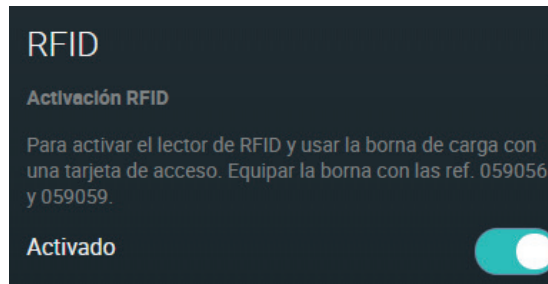 RFID
Activación RFID
Para activar el lector de RFID y usar la borna de carga con
una tarjeta de acceso. Equipar la borna con las ref. 059056
y 059059.
Activado